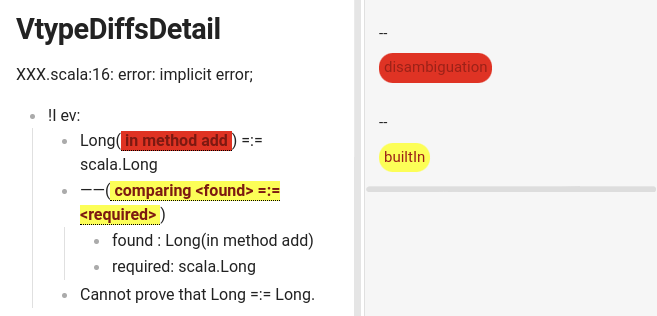 VtypeDiffsDetail
XXX.scala:16: error: implicit error;
!I ev:
Long( in method add ) =:=
scala.Long
——( comparing <found> =:=
<required> )
found : Long(in method add)
required: scala.Long
Cannot prove that Long =:= Long.
--
disambiguation
--
builtIn